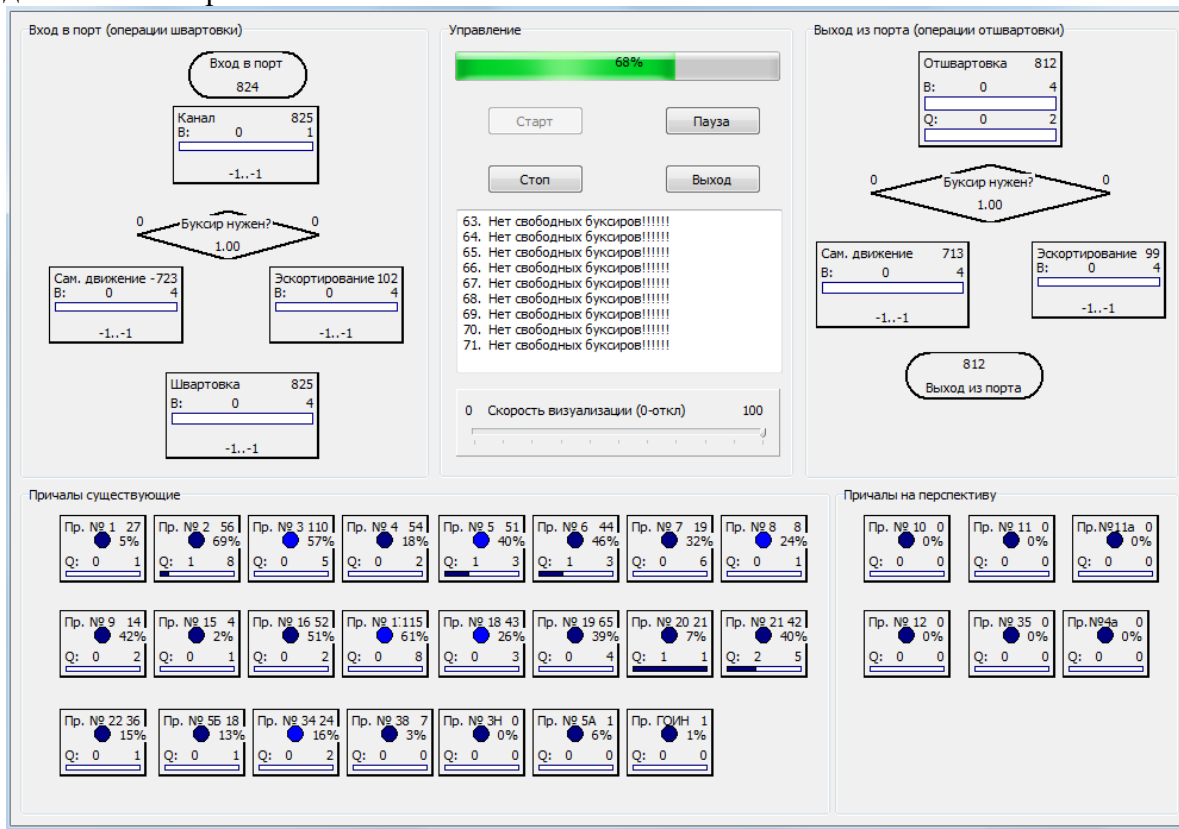 Вход в порт (операции швартовки)
Вход в порт
824
Канал 825
В: 0 1
-1..-1
0 Буксир нужен? 0
1.00
Сам. движение -723
В: 0 4
-1..-1
Эскортирование 102
В: 0 4
-1..-1
Швартовка 825
В: 0 4
-1..-1
Управление
68%
Старт Пауза
Стоп Выход
63. Нет свободных буксиров!!!!!!
64. Нет свободных буксиров!!!!!!
65. Нет свободных буксиров!!!!!!
66. Нет свободных буксиров!!!!!!
67. Нет свободных буксиров!!!!!!
68. Нет свободных буксиров!!!!!!
69. Нет свободных буксиров!!!!!!
70. Нет свободных буксиров!!!!!!
71. Нет свободных буксиров!!!!!!
0 Скорость визуализации (0-откл) 100
Выход из порта (операции отшвартовки)
Отшвартовка 812
В: 0 4
Q: 0 2
0 Буксир нужен? 0
1.00
Сам. движение 713
В: 0 4
-1..-1
Эскортирование 99
В: 0 4
-1..-1
812
Выход из порта
Причалы существующие
Пр. № 1 27 Пр. № 2 56 Пр. № 3 110 Пр. № 4 54 Пр. № 5 51 Пр. № 6 44 Пр. № 7 19 Пр. № 8 8
5% 69% 57% 18% 40% 46% 32% 24%
Q: 0 1 Q: 1 8 Q: 0 5 Q: 0 2 Q: 1 3 Q: 1 3 Q: 0 6 Q: 0 1
Пр. № 9 14 Пр. № 15 4 Пр. № 16 52 Пр. № 115 Пр. № 18 43 Пр. № 19 65 Пр. № 20 21 Пр. № 21 42
42% 2% 51% 61% 26% 39% 7% 40%
Q: 0 2 Q: 0 1 Q: 0 2 Q: 0 8 Q: 0 3 Q: 0 4 Q: 1 1 Q: 2 5
Пр. № 22 36 Пр. № 5Б 18 Пр. № 34 24 Пр. № 38 7 Пр. № 3Н 0 Пр. № 5А 1 Пр. ГОИН 1
15% 13% 16% 3% 0% 6% 1%
Q: 0 1 Q: 0 1 Q: 0 2 Q: 0 0 Q: 0 0 Q: 0 0 Q: 0 0
Причалы на перспективу
Пр. № 10 0 Пр. № 11 0 Пр.№11а 0
0% 0% 0%
Q: 0 0 Q: 0 0 Q: 0 0
Пр. № 12 0 Пр. № 35 0 Пр.№4а 0
0% 0% 0%
Q: 0 0 Q: 0 0 Q: 0 0